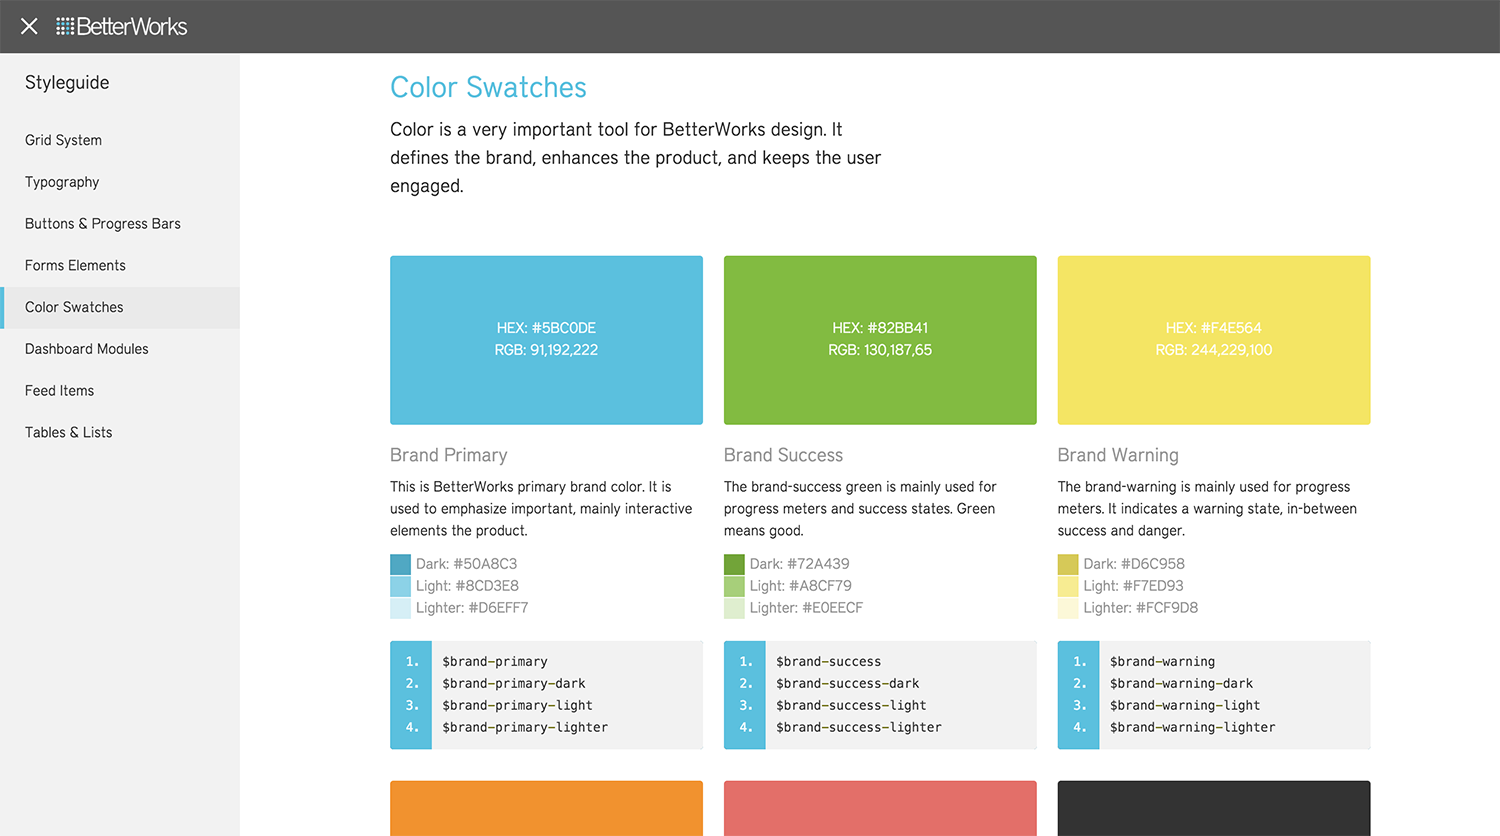 BetterWorks
Styleguide
Grid System
Typography
Buttons & Progress Bars
Forms Elements
Color Swatches
Dashboard Modules
Feed Items
Tables & Lists
Color Swatches
Color is a very important tool for BetterWorks design. It
defines the brand, enhances the product, and keeps the user
engaged.
HEX: #5BC0DE
RGB: 91,192,222
Brand Primary
This is BetterWorks primary brand color. It is
used to emphasize important, mainly interactive
elements the product.
Dark: #50A8C3
Light: #8CD3E8
Lighter: #D6EFF7
1. $brand-primary
2. $brand-primary-dark
3. $brand-primary-light
4. $brand-primary-lighter
HEX: #82BB41
RGB: 130,187,65
Brand Success
The brand-success green is mainly used for
progress meters and success states. Green
means good.
Dark: #72A439
Light: #A8CF79
Lighter: #E0EECF
1. $brand-success
2. $brand-success-dark
3. $brand-success-light
4. $brand-success-lighter
HEX: #F4E564
RGB: 244,229,100
Brand Warning
The brand-warning is mainly used for progress
meters. It indicates a warning state, in-between
success and danger.
Dark: #D6C958
Light: #F7ED93
Lighter: #FCF9D8
1. $brand-warning
2. $brand-warning-dark
3. $brand-warning-light
4. $brand-warning-lighter